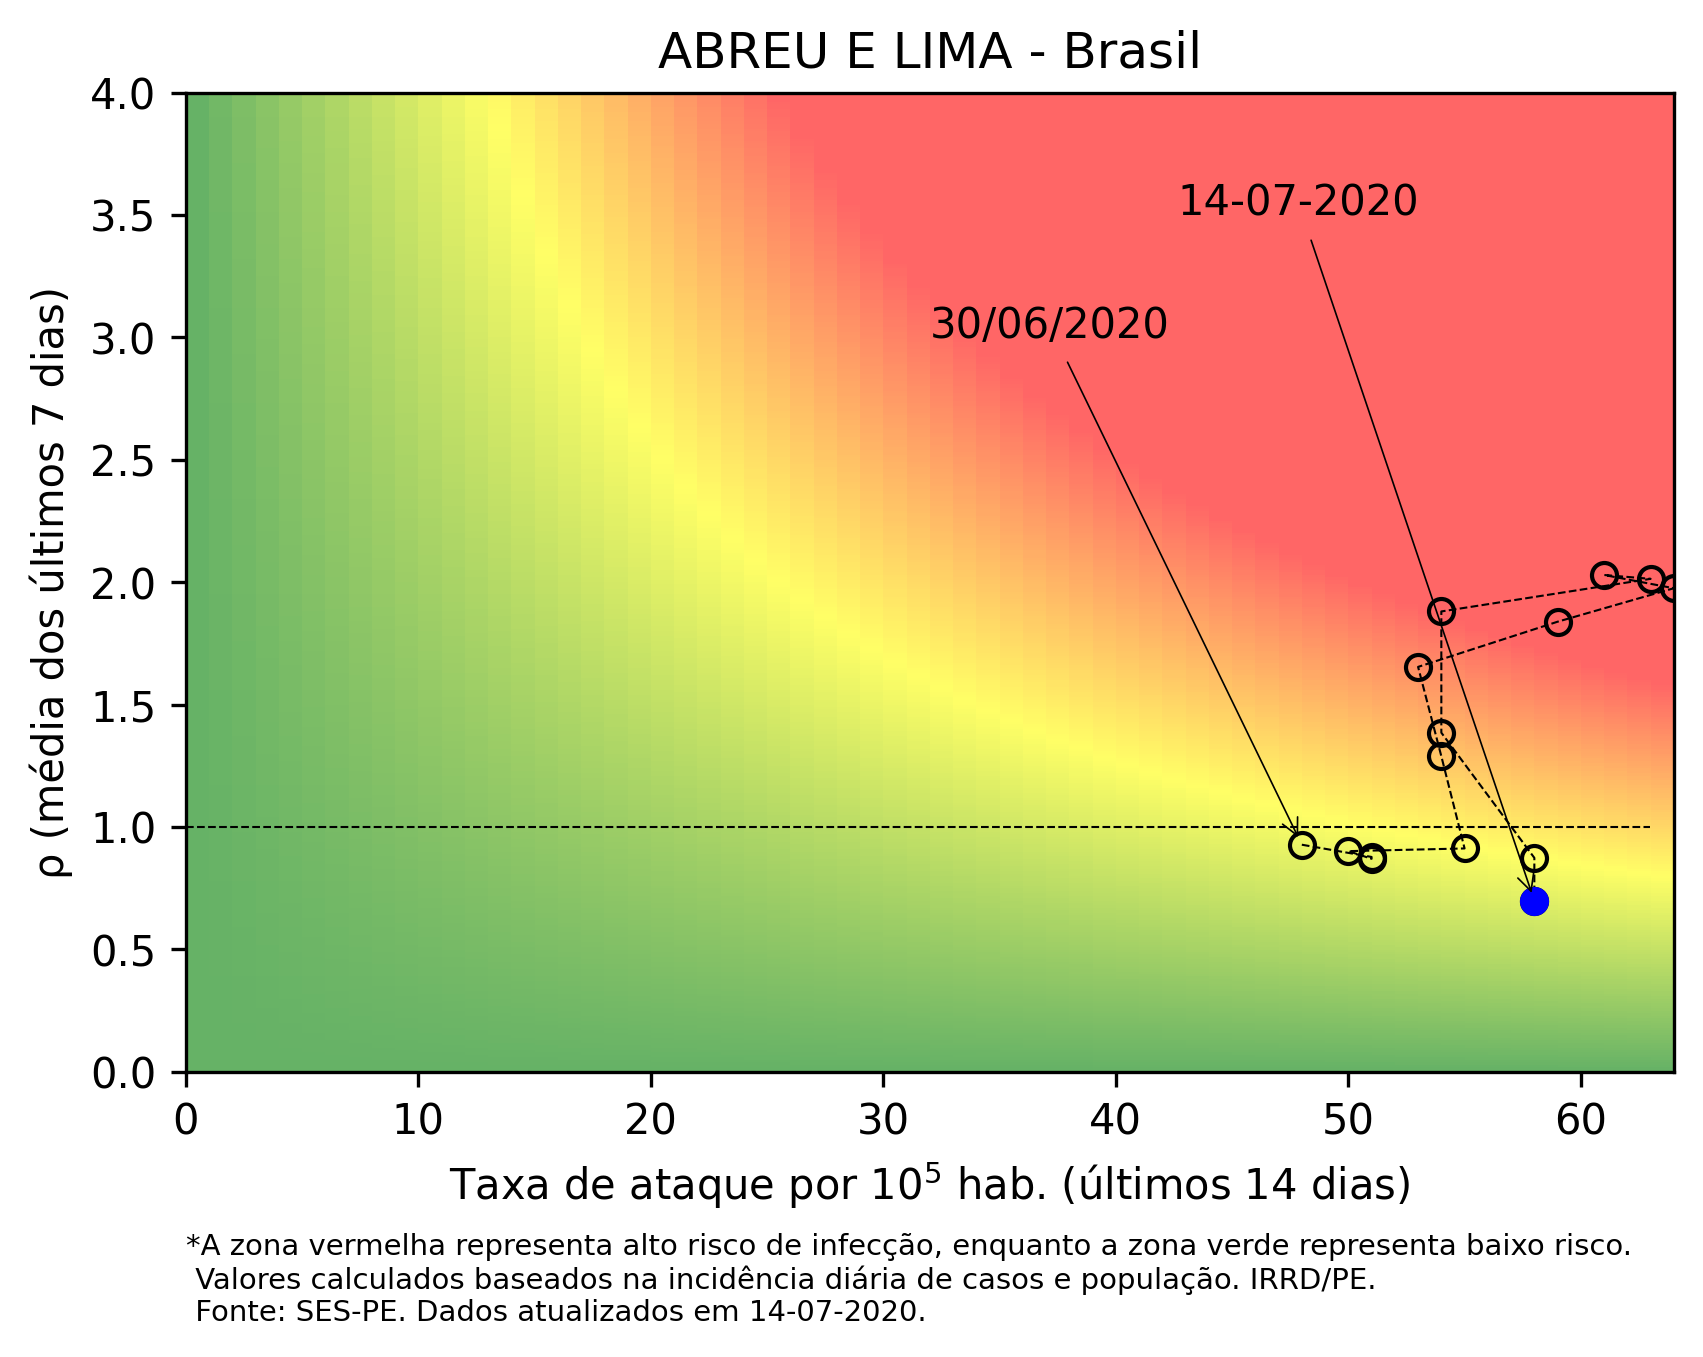 ABREU E LIMA - Brasil
4.0
3.5
3.0
2.5
2.0
1.5
1.0
0.5
0.0
ρ (média dos últimos 7 dias)
14-07-2020
30/06/2020
0 10 20 30 40 50 60
Taxa de ataque por 10⁵ hab. (últimos 14 dias)
*A zona vermelha representa alto risco de infecção, enquanto a zona verde representa baixo risco.
Valores calculados baseados na incidência diária de casos e população. IRRD/PE.
Fonte: SES-PE. Dados atualizados em 14-07-2020.